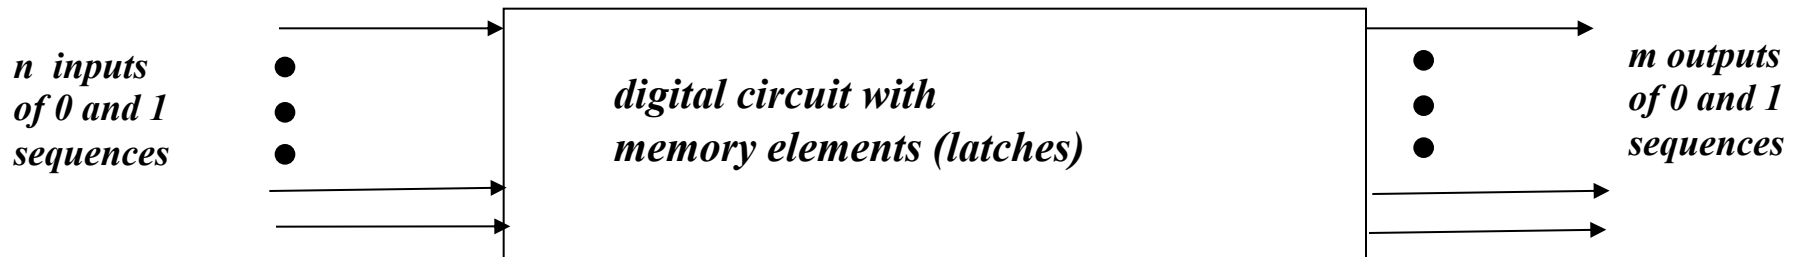 n inputs
of 0 and 1
sequences
digital circuit with
memory elements (latches)
m outputs
of 0 and 1
sequences